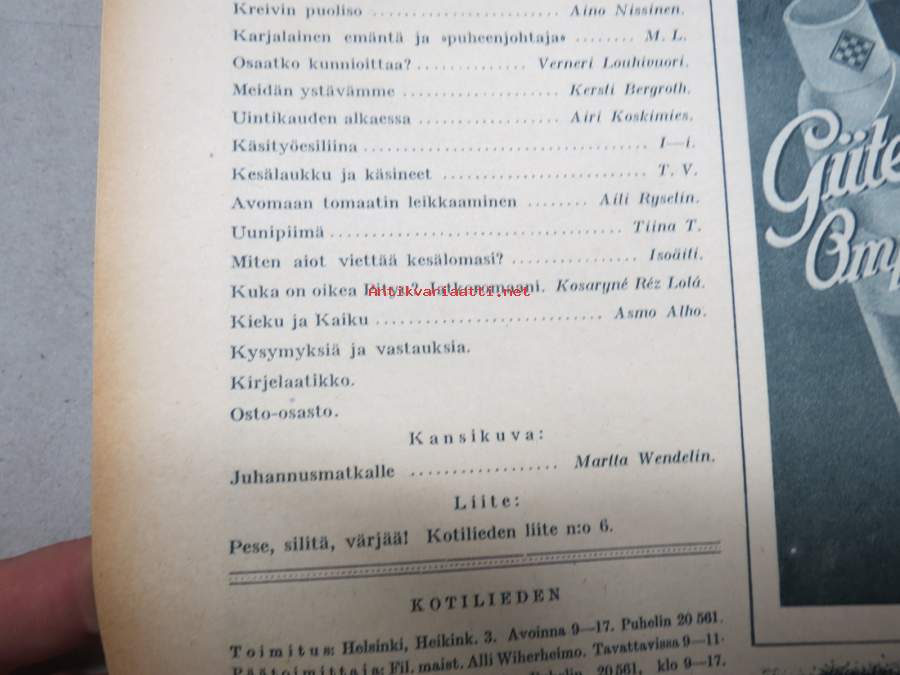 Kreivin puoliso .......................... Aino Nissinen.
Karjalainen emäntä ja »puheenjohtaja» ........ M. L.
Osaatko kunnioittaa? .............. Verneri Louhivuori.
Meidän ystävämme .................... Kersti Bergroth.
Uintikauden alkaessa .................. Airi Koskimies.
Käsityöesiliina .................................... I—i.
Kesälaukku ja käsineet .......................... T. V.
Avomaan tomaatin leikkaaminen ........ Aili Ryselin.
Uunipiimä ..................................... Tiina T.
Miten aiot viettää kesälomasi? ................ Isoäiti.
Kuka on oikea Jatkoromaani. Kosaryné Réz Lolá.
Antikvariaatti.net
Kieku ja Kaiku ............................. Asmo Alho.
Kysymyksiä ja vastauksia.
Kirjelaatikko.
Osto-osasto.
Kansikuva:
Juhannusmatkalle .................. Martta Wendelin.
Liite:
Pese, silitä, värjää! Kotilieden liite n:o 6.
KOTILIEDEN
Toimitus: Helsinki, Heikink. 3. Avoinna 9—17. Puhelin 20 561.
Päätoimittaja: Fil. maist. Alli Wiherheimo. Tavattavissa 9—11.
20 561, klo 9—17.
Güte